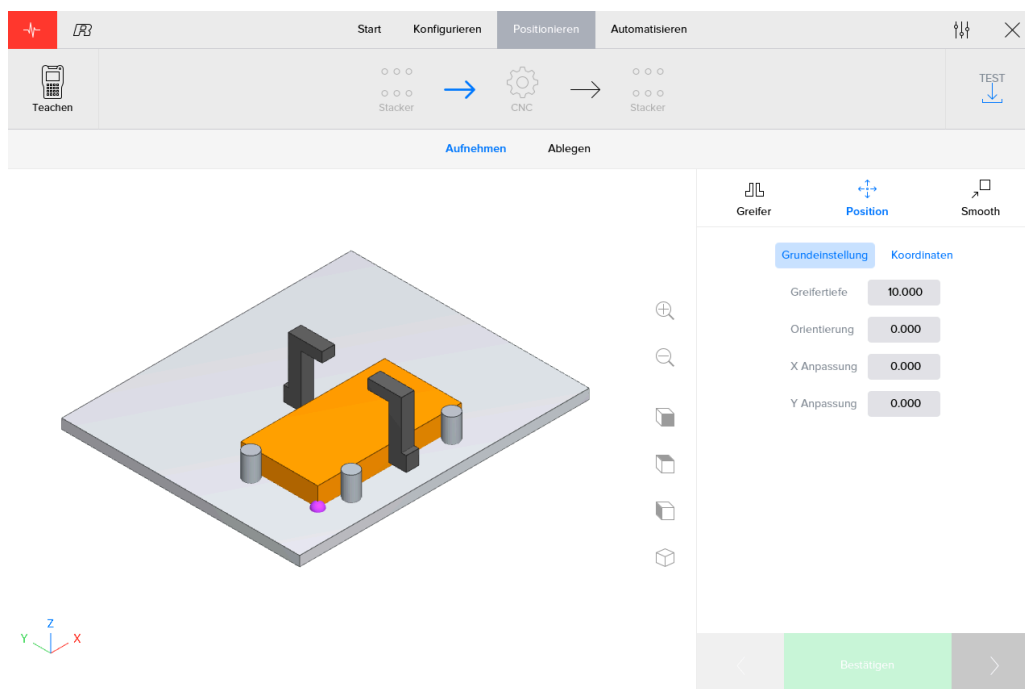 Start Konfigurieren Positionieren Automatisieren
Teachen
Stacker CNC Stacker
TEST
Aufnehmen Ablegen
Greifer Position Smooth
Grundeinstellung Koordinaten
Greifertiefe 10.000
Orientierung 0.000
X Anpassung 0.000
Y Anpassung 0.000
Z
Y X
Bestätigen